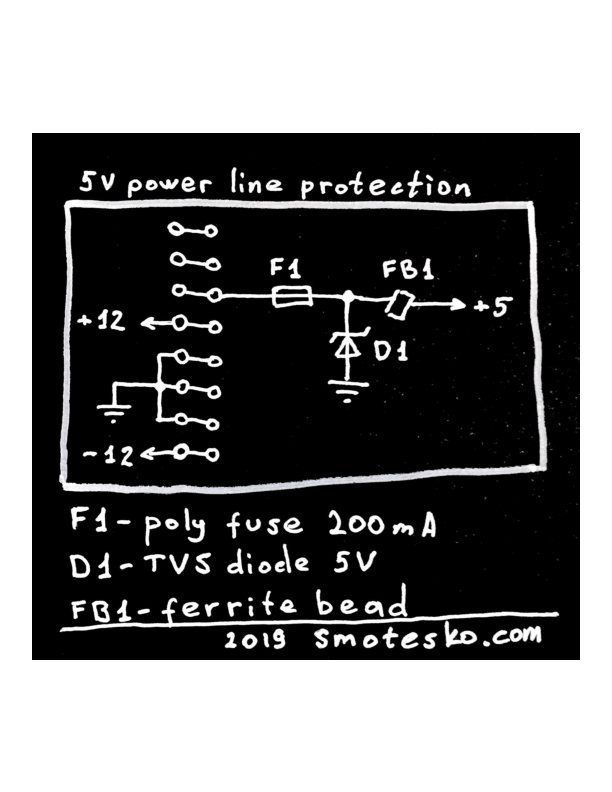 5V power line protection
F1
FB1
+12
+5
D1
-12
F1-poly fuse 200mA
D1-TVS diode 5V
FB1-ferrite bead
2019 smotesko.com